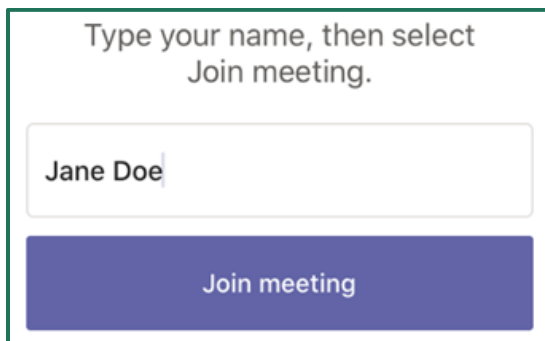 Type your name, then select
Join meeting.
Jane Doe
Join meeting